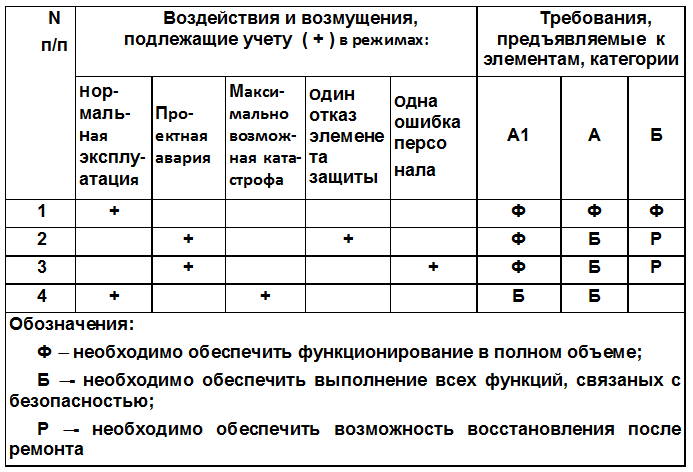 N
п/п
Воздействия и возмущения,
подлежащие учету ( + ) в режимах:
Требования,
предъявляемые к
элементам, категории
Нор-
маль-
ная
эксплу-
атация
Про-
ектная
авария
Макси-
мально
возмож-
ная ката-
строфа
Один
отказ
элемене
та
защиты
Одна
ошибка
персо
нала
А1
А
Б
1 + Ф Ф Ф
2 + + Ф Б Р
3 + + Ф Б Р
4 + + Б Б
Обозначения:
Ф – необходимо обеспечить функционирование в полном объеме;
Б –- необходимо обеспечить выполнение всех функций, связаных с
безопасностью;
Р –- необходимо обеспечить возможность восстановления после
ремонта